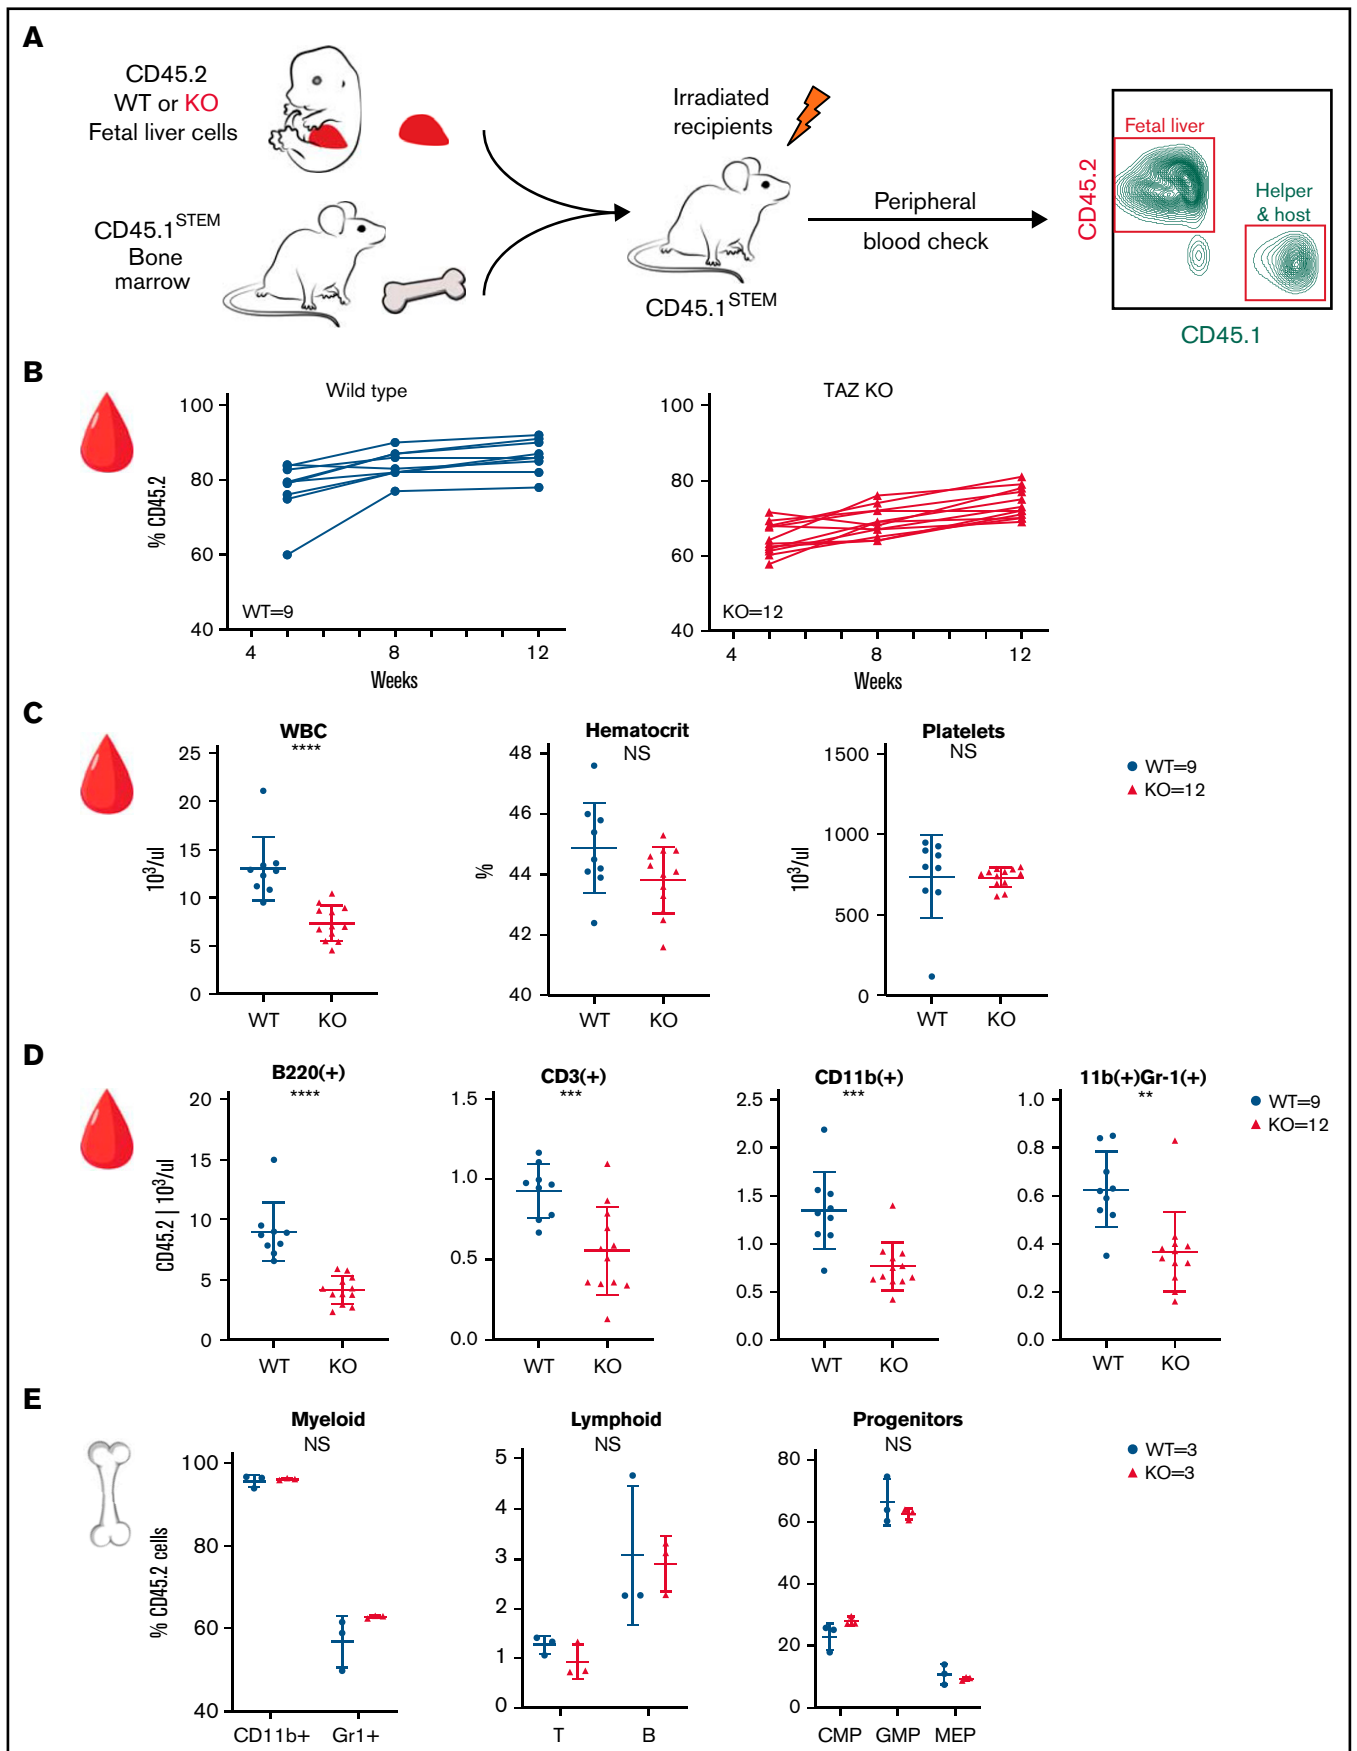 A
CD45.2
WT or KO
Fetal liver cells
CD45.1STEM
Bone
marrow
Irradiated
recipients
CD45.1STEM
Peripheral
blood check
Fetal liver
Helper
& host
CD45.2
CD45.1
B
Wild type
% CD45.2
100
80
60
40
WT=9
4 8 12
Weeks
TAZ KO
100
80
60
40
KO=12
4 8 12
Weeks
C
WBC
****
10³/ul
25
20
15
10
5
0
WT KO
Hematocrit
NS
%
48
46
44
42
40
WT KO
Platelets
NS
10³/ul
1500
1000
500
0
WT KO
WT=9
KO=12
D
B220(+)
****
CD45.2 | 10³/ul
20
15
10
5
0
WT KO
CD3(+)
***
1.5
1.0
0.5
0.0
WT KO
CD11b(+)
***
2.5
2.0
1.5
1.0
0.5
0.0
WT KO
11b(+)Gr-1(+)
**
1.0
0.8
0.6
0.4
0.2
0.0
WT KO
WT=9
KO=12
E
Myeloid
NS
% CD45.2 cells
100
80
60
40
CD11b+ Gr1+
Lymphoid
NS
5
4
3
2
1
0
T B
Progenitors
NS
80
60
40
20
0
CMP GMP MEP
WT=3
KO=3